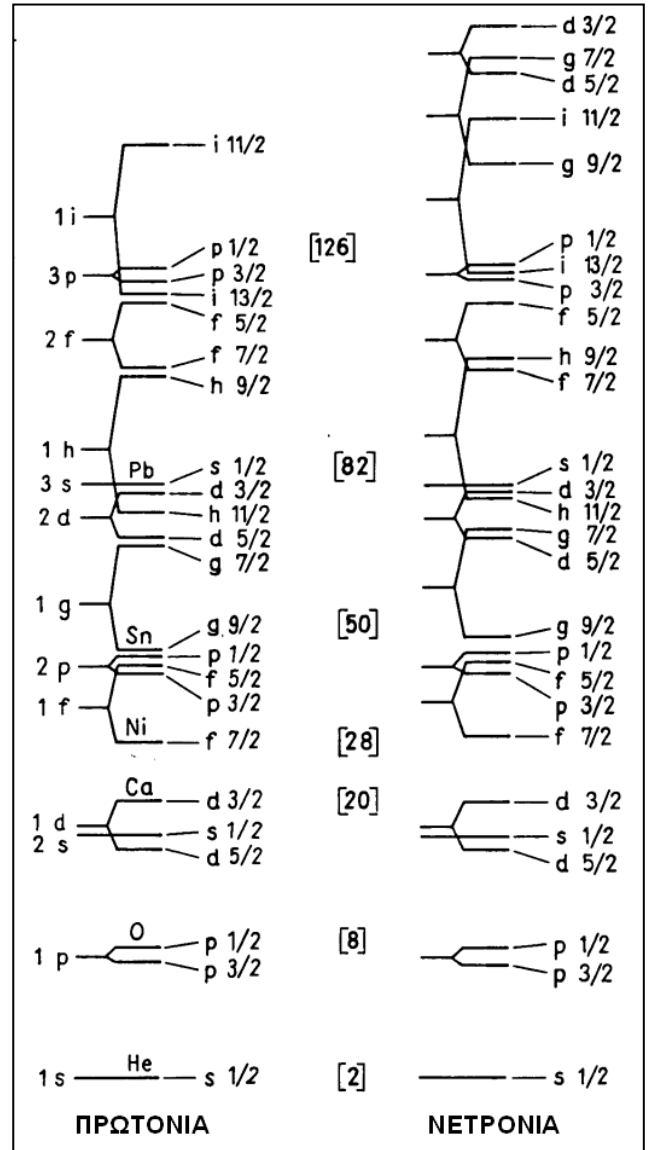 i 11/2
1i
p 1/2
3 p
p 3/2
i 13/2
f 5/2
2 f
f 7/2
h 9/2
1 h
Pb
s 1/2
3 s
d 3/2
2 d
h 11/2
d 5/2
g 7/2
1 g
g 9/2
Sn
p 1/2
2 p
f 5/2
p 3/2
1 f
Ni
f 7/2
Ca
d 3/2
1 d
s 1/2
2 s
d 5/2
O
p 1/2
1 p
p 3/2
He
1s
s 1/2
ΠΡΩΤΟΝΙΑ
[126]
[82]
[50]
[28]
[20]
[8]
[2]
d 3/2
g 7/2
d 5/2
i 11/2
g 9/2
p 1/2
i 13/2
p 3/2
f 5/2
h 9/2
f 7/2
s 1/2
d 3/2
h 11/2
g 7/2
d 5/2
g 9/2
p 1/2
f 5/2
p 3/2
f 7/2
d 3/2
s 1/2
d 5/2
p 1/2
p 3/2
s 1/2
ΝΕΤΡΟΝΙΑ